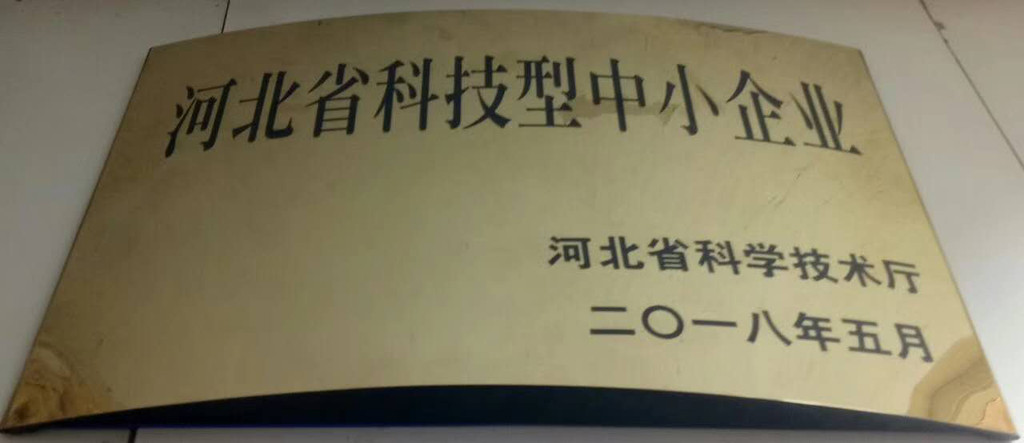 河北省科技型中小企业
河北省科学技术厅
二〇一八年五月